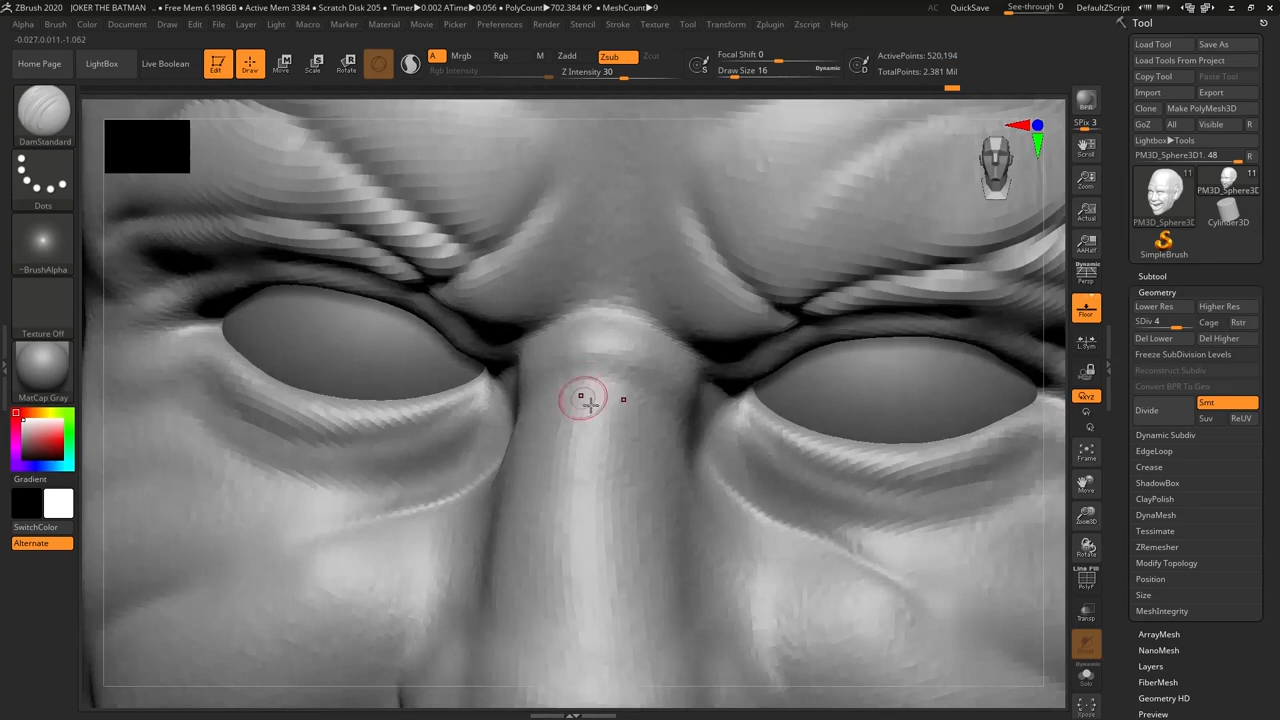 ZBrush 2020 JOKER THE BATMAN .. • Free Mem 6.198GB • Active Mem 3384 • Scratch Disk 205 • Timer▶0.002 ATime▶0.056 • PolyCount▶702.384 KP • MeshCount▶9 AC QuickSave See-through 0 Menus DefaultZScript
Alpha Brush Color Document Draw Edit File Layer Light Macro Marker Material Movie Picker Preferences Render Stencil Stroke Texture Tool Transform Zplugin Zscript Help
-0.027,0.011,-1.062
Home Page LightBox Live Boolean Edit Draw Move Scale Rotate
A Mrgb Rgb M Zadd Zsub Zcut
Rgb Intensity Z Intensity 30
Focal Shift 0
Draw Size 16 Dynamic
S D
ActivePoints: 520.194
TotalPoints: 2.381 Mil
DamStandard
Dots
~BrushAlpha
Texture Off
MatCap Gray
Gradient
SwitchColor
Alternate
BPR
SPix 3
Scroll
Zoom
Actual
AAHalf
Dynamic
Persp
Floor
L.Sym
XYZ
Frame
Move
Zoom3D
Rotate
Line Fill
PolyF
Transp
Dynamic
Solo
Xpose
Tool
Load Tool Save As
Load Tools From Project
Copy Tool Paste Tool
Import Export
Clone Make PolyMesh3D
GoZ All Visible R
Lightbox▶Tools
PM3D_Sphere3D1. 48 R
11 11
PM3D_Sphere3D
PM3D_Sphere3D Cylinder3D
SimpleBrush
Subtool
Geometry
Lower Res Higher Res
SDiv 4 Cage Rstr
Del Lower Del Higher
Freeze SubDivision Levels
Reconstruct Subdiv
Convert BPR To Geo
Divide Smt
Suv ReUV
Dynamic Subdiv
EdgeLoop
Crease
ShadowBox
ClayPolish
DynaMesh
Tessimate
ZRemesher
Modify Topology
Position
Size
MeshIntegrity
ArrayMesh
NanoMesh
Layers
FiberMesh
Geometry HD
Preview